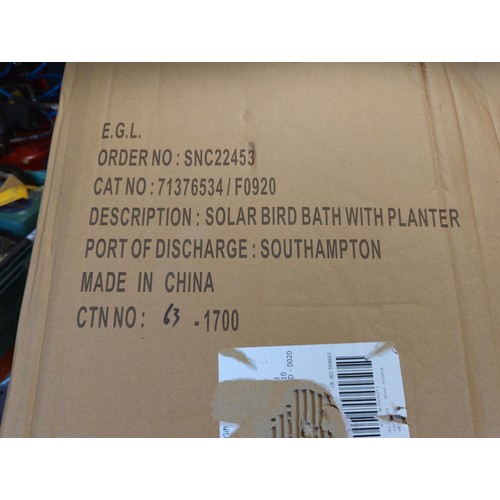 E.G.L.
ORDER NO : SNC22453
CAT NO : 71376534 / F0920
DESCRIPTION : SOLAR BIRD BATH WITH PLANTER
PORT OF DISCHARGE : SOUTHAMPTON
MADE IN CHINA
CTN NO : 63 - 1700